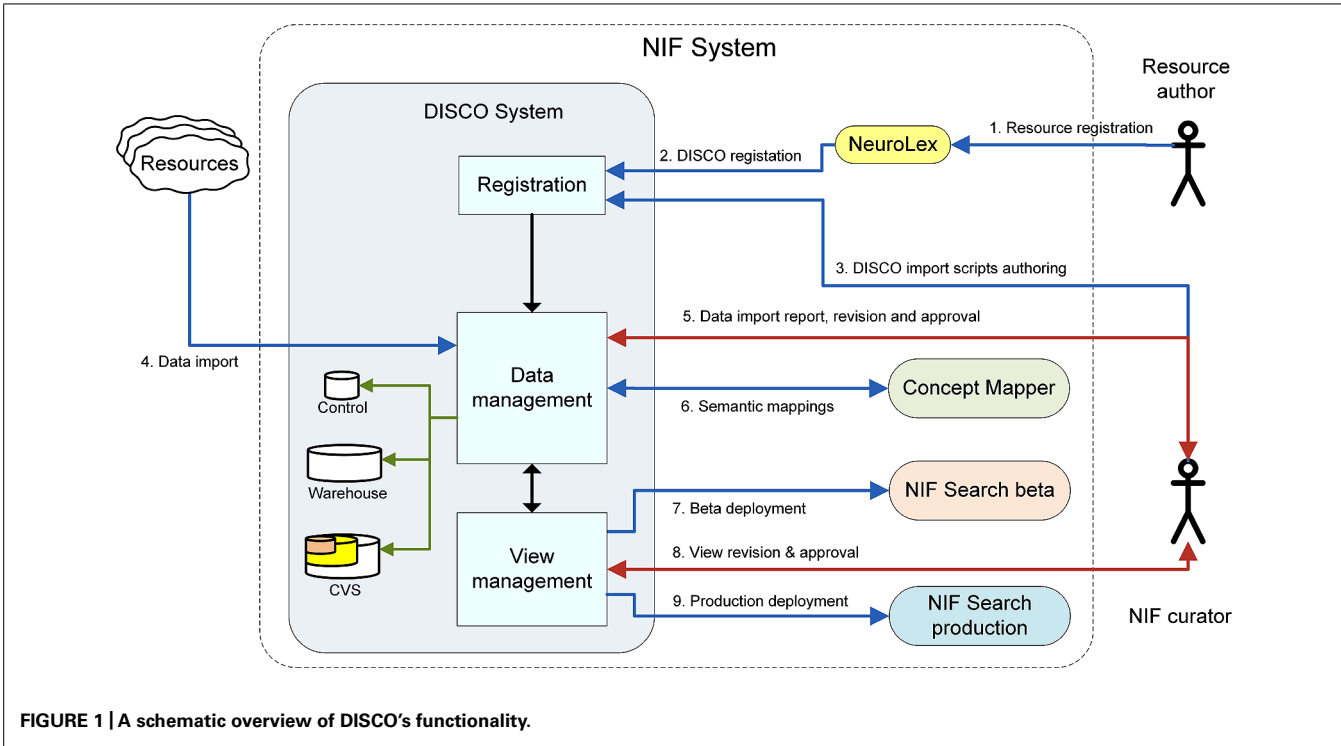 NIF System
Resource
author
DISCO System
1. Resource registration
NeuroLex
2. DISCO registation
Resources
Registration
3. DISCO import scripts authoring
5. Data import report, revision and approval
4. Data import
Data
management
Concept Mapper
6. Semantic mappings
Control
Warehouse
NIF Search beta
7. Beta deployment
8. View revision & approval
View
management
CVS
9. Production deployment
NIF Search
production
NIF curator
FIGURE 1 | A schematic overview of DISCO's functionality.